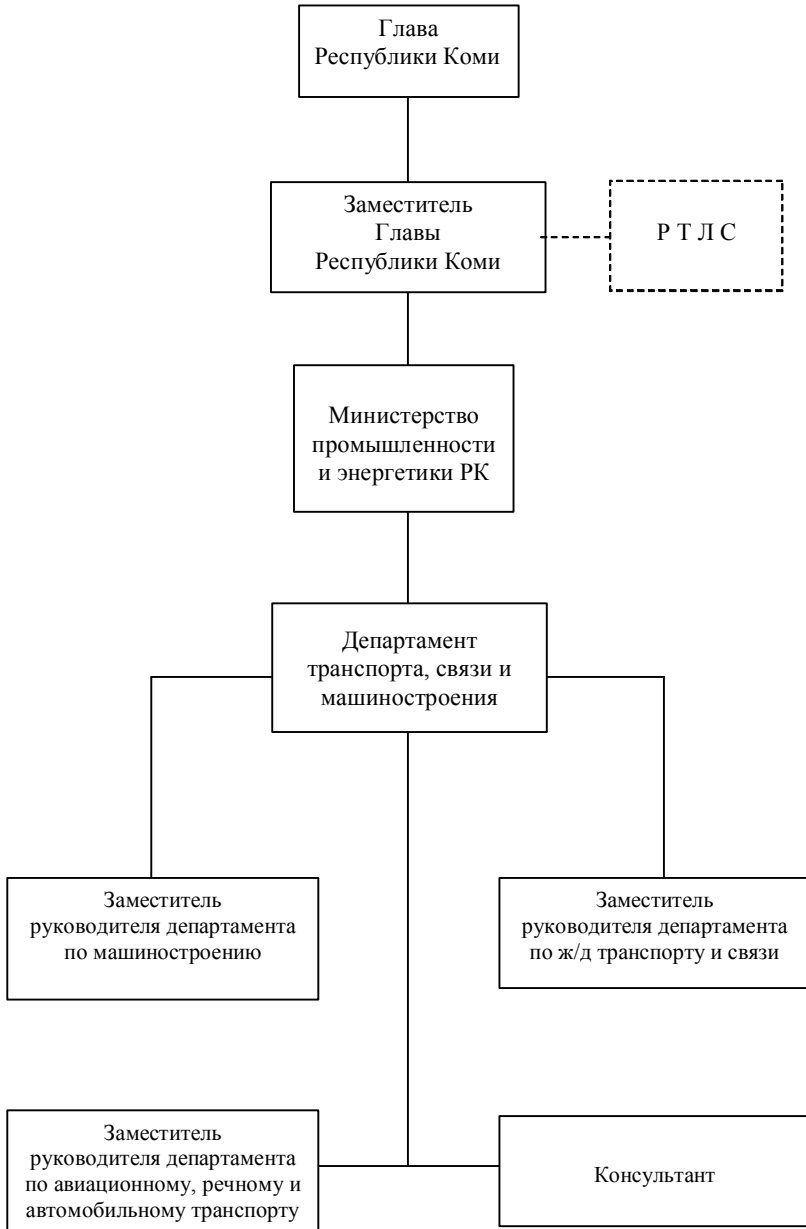 Глава
Республики Коми
Заместитель
Главы
Республики Коми
Р Т Л С
Министерство
промышленности
и энергетики РК
Департамент
транспорта, связи и
машиностроения
Заместитель
руководителя департамента
по машиностроению
Заместитель
руководителя департамента
по ж/д транспорту и связи
Заместитель
руководителя департамента
по авиационному, речному и
автомобильному транспорту
Консультант